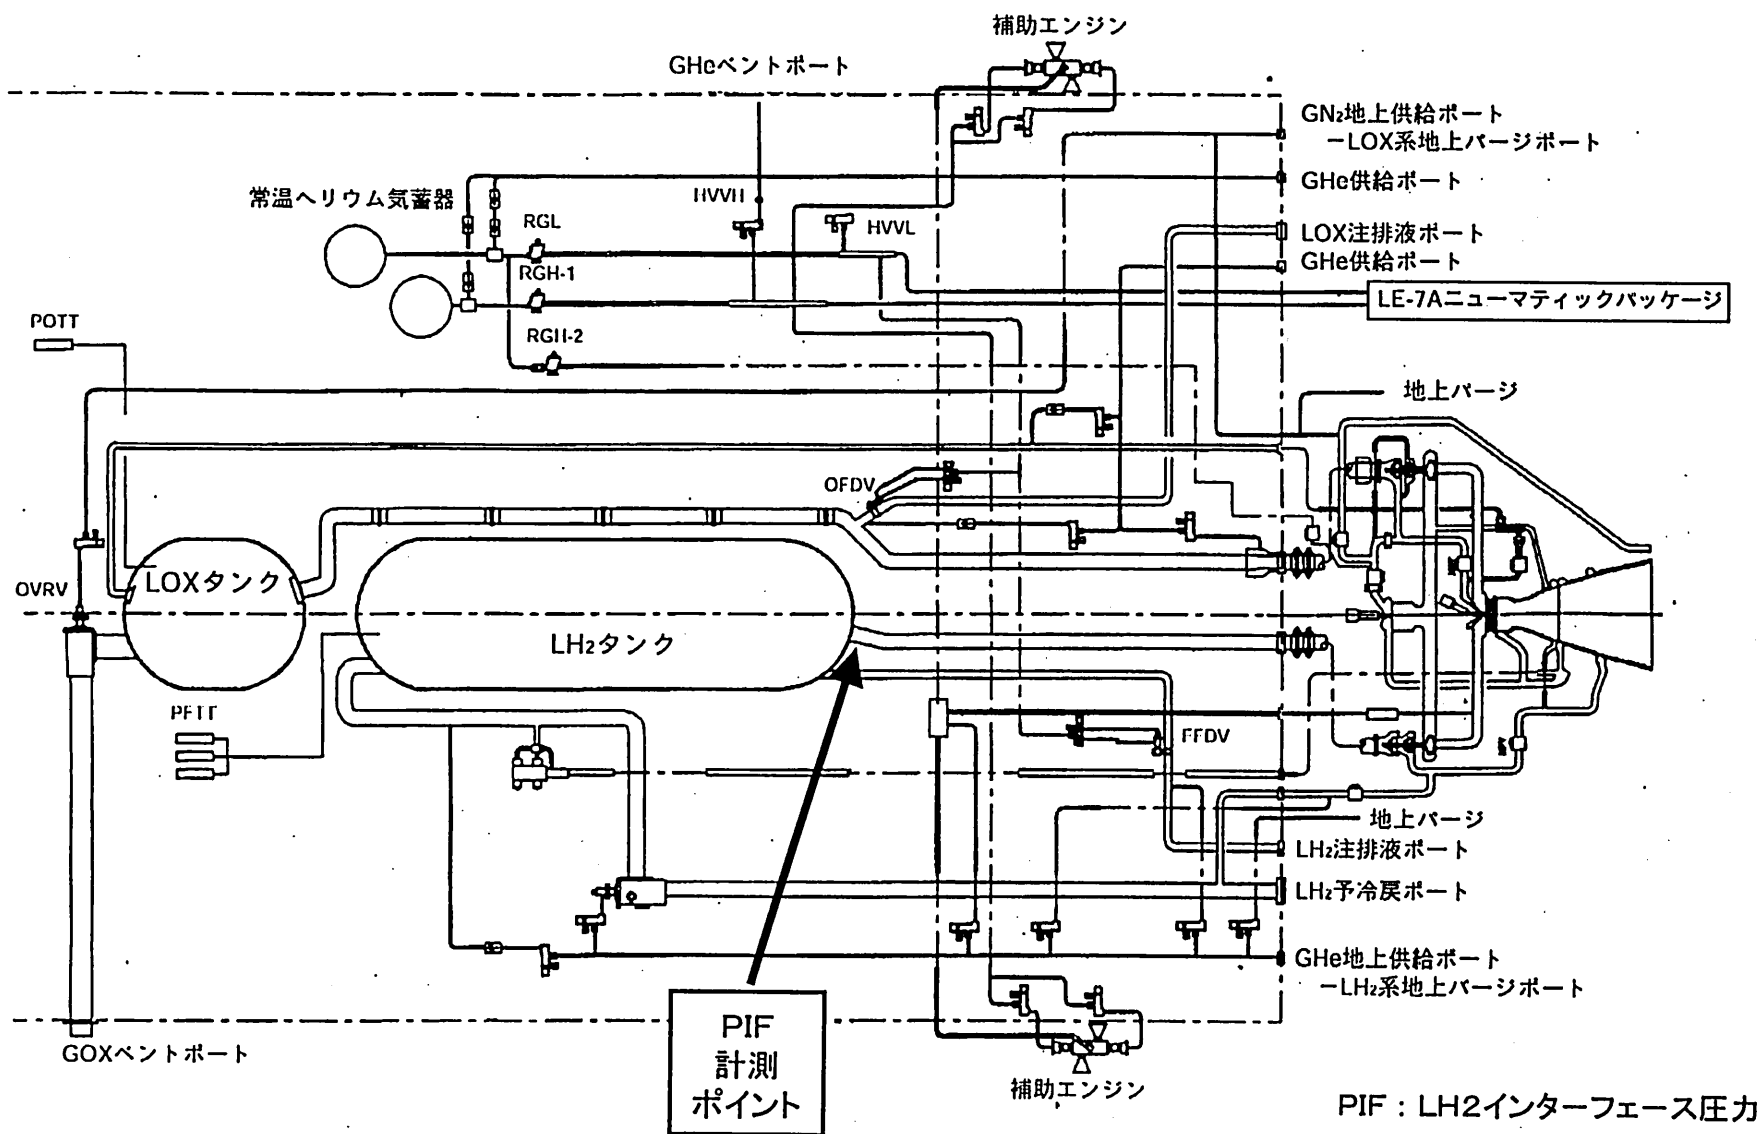 補助エンジン
GHeベントポート
GN₂地上供給ポート
ーLOX系地上パージポート
GHe供給ポート
常温ヘリウム気蓄器
HVVH
RGL
HVVL
LOX注排液ポート
GHe供給ポート
RGH-1
LE-7Aニューマティックパッケージ
POTT
RGH-2
地上パージ
OFDV
LOXタンク
OVRV
LH₂タンク
PFTT
FFDV
地上パージ
LH₂注排液ポート
LH₂予冷戻ポート
GHe地上供給ポート
ーLH₂系地上パージポート
PIF
計測
ポイント
GOXベントポート
補助エンジン
PIF：LH2インターフェース圧力